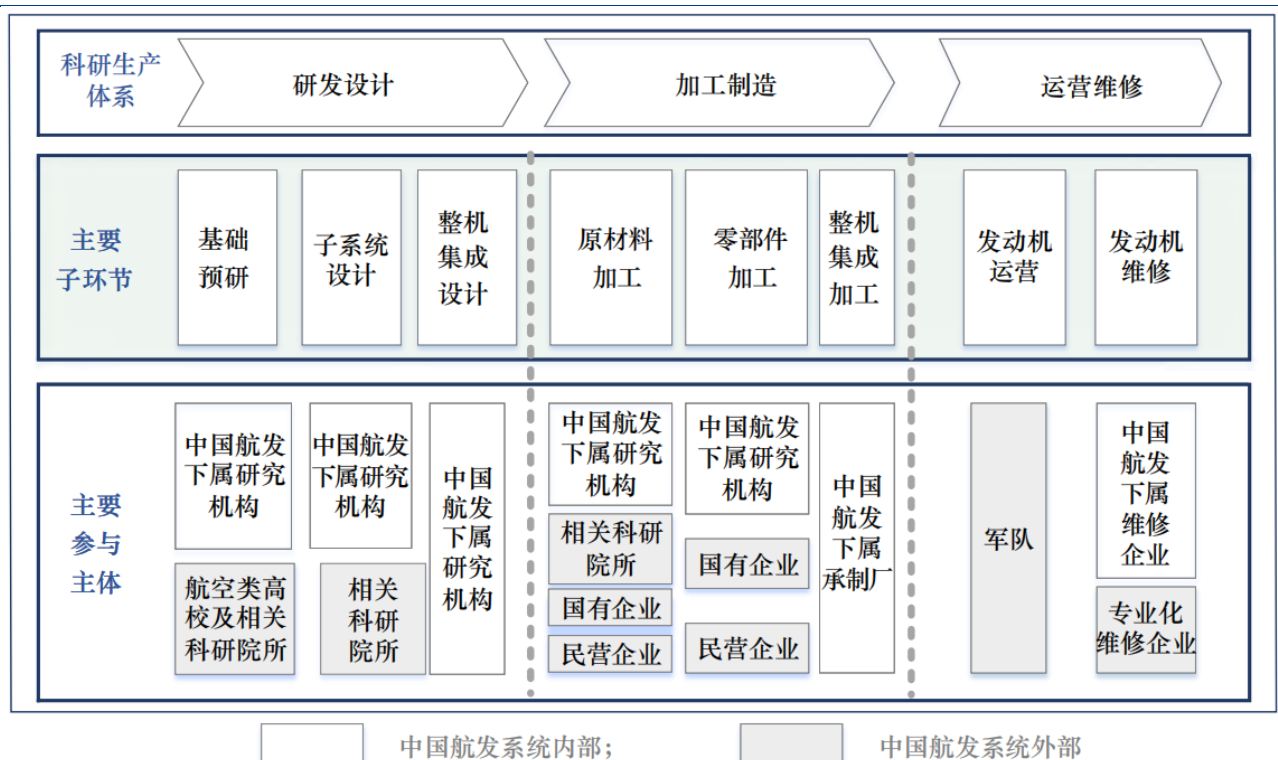 科研生产
体系
研发设计
加工制造
运营维修
主要
子环节
基础
预研
子系统
设计
整机
集成
设计
原材料
加工
零部件
加工
整机
集成
加工
发动机
运营
发动机
维修
主要
参与
主体
中国航发
下属研究
机构
航空类高
校及相关
科研院所
中国航发
下属研究
机构
相关
科研
院所
中国
航发
下属
研究
机构
中国航发
下属研究
机构
相关科研
院所
国有企业
民营企业
中国航发
下属研究
机构
国有企业
民营企业
中国
航发
下属
承制厂
军队
中国
航发
下属
维修
企业
专业化
维修企业
中国航发系统内部；
中国航发系统外部